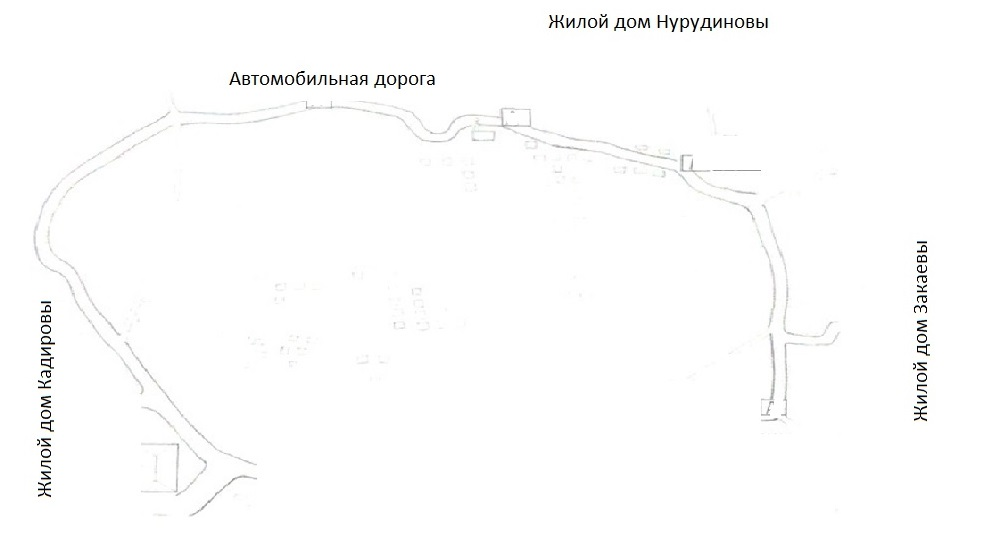 Жилой дом Нурудиновы
Автомобильная дорога
Жилой дом Кадировы
Жилой дом Закаевы